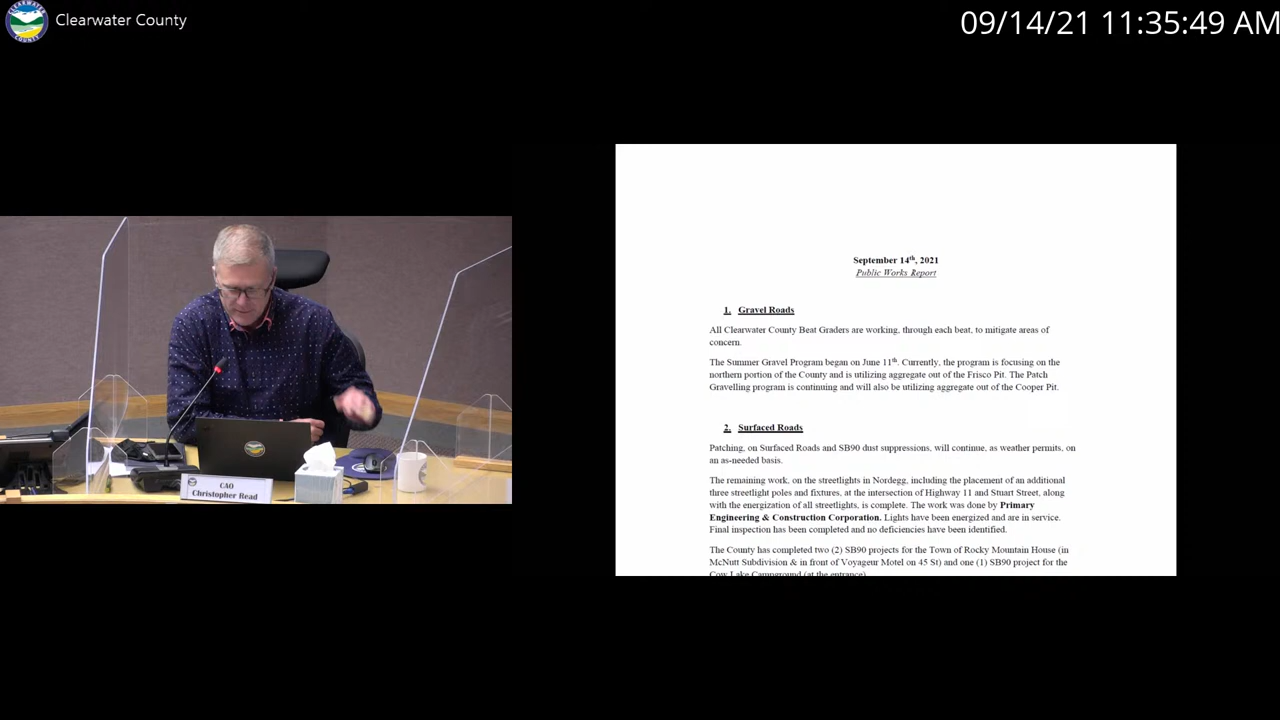 Clearwater County
09/14/21 11:35:49 AM
CLEARWATER
COUNTY
September 14th, 2021
Public Works Report
1. Gravel Roads
All Clearwater County Beat Graders are working, through each beat, to mitigate areas of
concern.
The Summer Gravel Program began on June 11th. Currently, the program is focusing on the
northern portion of the County and is utilizing aggregate out of the Frisco Pit. The Patch
Gravelling program is continuing and will also be utilizing aggregate out of the Cooper Pit.
2. Surfaced Roads
Patching, on Surfaced Roads and SB90 dust suppressions, will continue, as weather permits, on
an as-needed basis.
The remaining work, on the streetlights in Nordegg, including the placement of an additional
three streetlight poles and fixtures, at the intersection of Highway 11 and Stuart Street, along
with the energization of all streetlights, is complete. The work was done by Primary
Engineering & Construction Corporation. Lights have been energized and are in service.
Final inspection has been completed and no deficiencies have been identified.
The County has completed two (2) SB90 projects for the Town of Rocky Mountain House (in
McNutt Subdivision & in front of Voyageur Motel on 45 St) and one (1) SB90 project for the
Cow Lake Campground (at the entrance)
CAO
Christopher Read